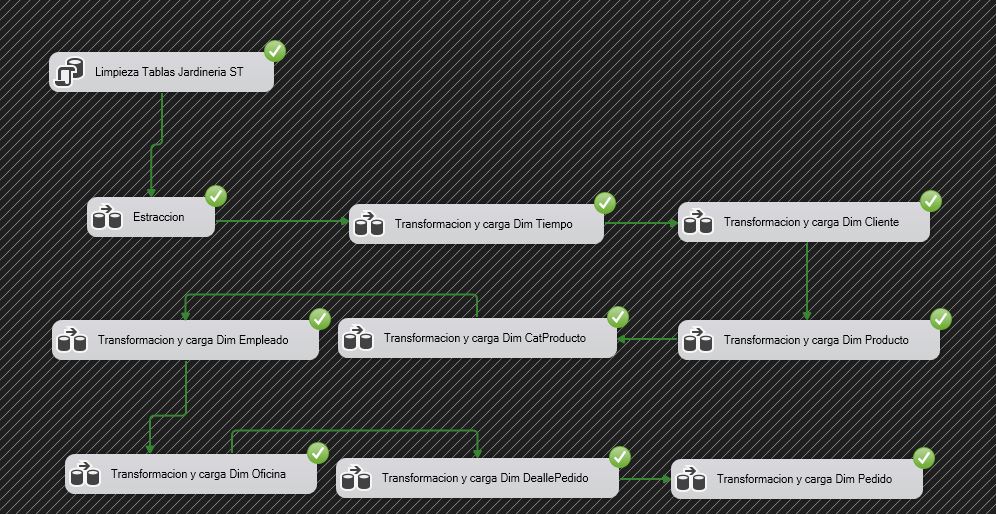 Limpieza Tablas Jardineria ST
Estraccion
Transformacion y carga Dim Tiempo
Transformacion y carga Dim Cliente
Transformacion y carga Dim Empleado
Transformacion y carga Dim CatProducto
Transformacion y carga Dim Producto
Transformacion y carga Dim Oficina
Transformacion y carga Dim DeallePedido
Transformacion y carga Dim Pedido